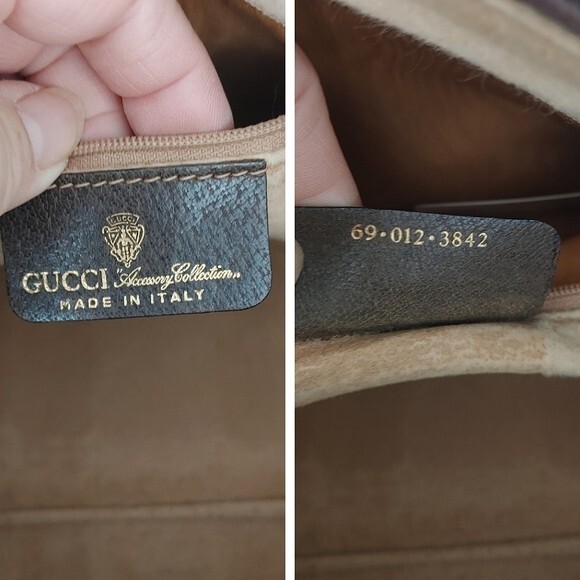 GUCCI
GUCCI "Accessory Collection„
MADE IN ITALY
69·012·3842